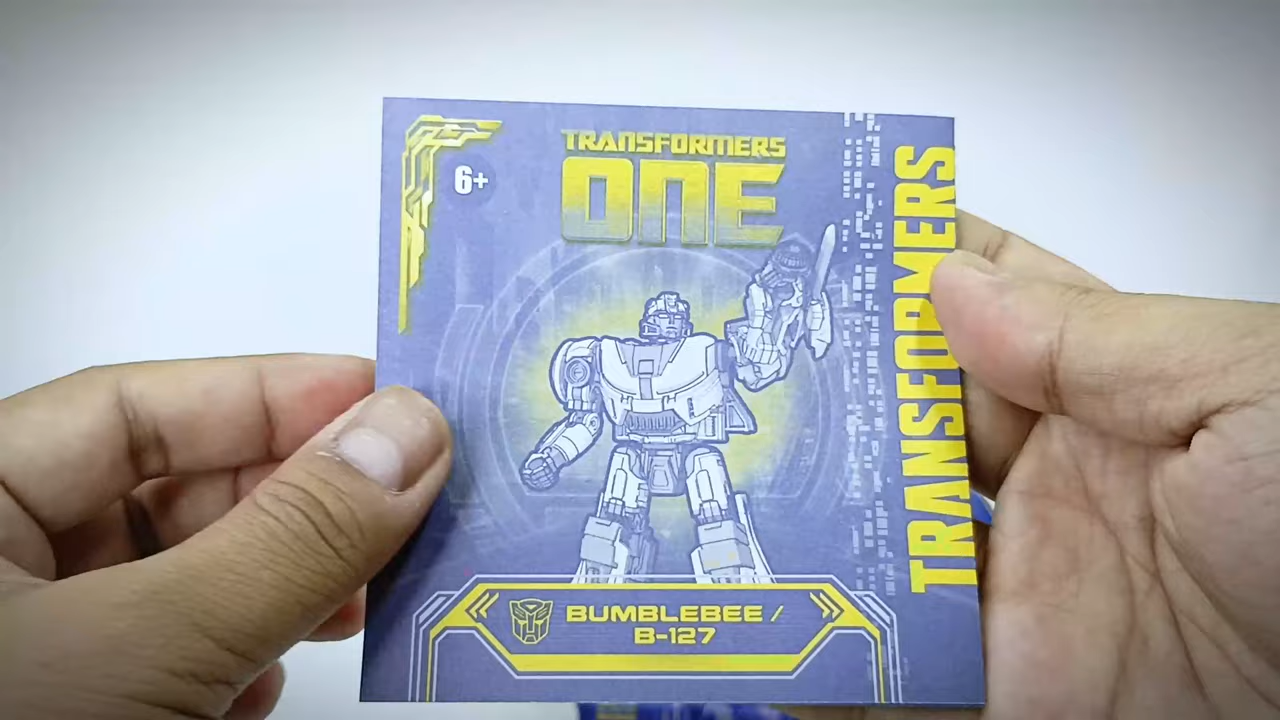 6+
TRANSFORMERS
ONE
TRANSFORMERS
BUMBLEBEE /
B-127